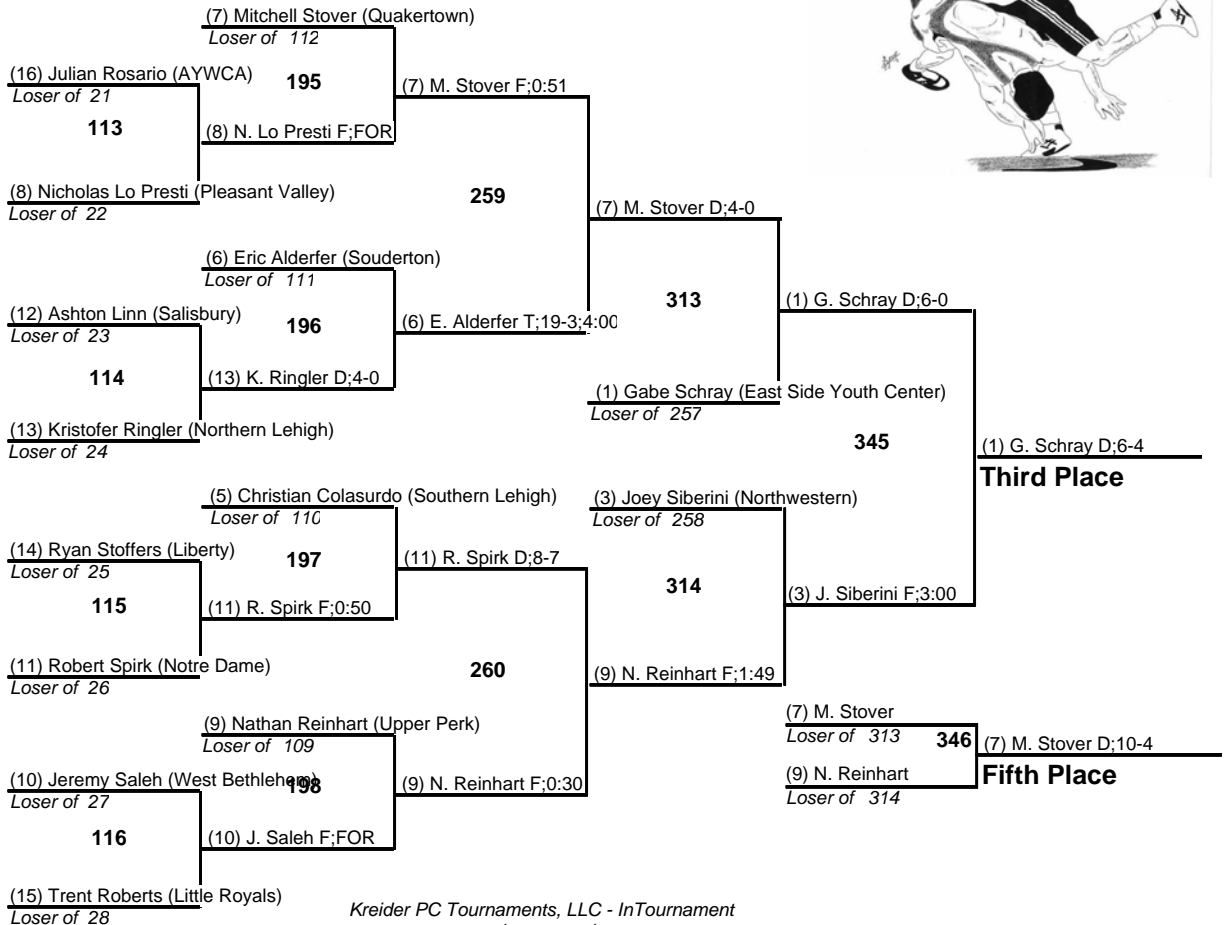 (7) Mitchell Stover (Quakertown)
Loser of 112
(16) Julian Rosario (AYWCA)
Loser of 21
195
(7) M. Stover F;0:51
113
(8) N. Lo Presti F;FOR
(8) Nicholas Lo Presti (Pleasant Valley)
Loser of 22
259
(7) M. Stover D;4-0
(6) Eric Alderfer (Souderton)
Loser of 111
(12) Ashton Linn (Salisbury)
Loser of 23
196
(6) E. Alderfer T;19-3;4:00
313
(1) G. Schray D;6-0
114
(13) K. Ringler D;4-0
(1) Gabe Schray (East Side Youth Center)
Loser of 257
(13) Kristofer Ringler (Northern Lehigh)
Loser of 24
345
(1) G. Schray D;6-4
Third Place
(5) Christian Colasurdo (Southern Lehigh)
Loser of 110
(3) Joey Siberini (Northwestern)
Loser of 258
(14) Ryan Stoffers (Liberty)
Loser of 25
197
(11) R. Spirk D;8-7
314
(3) J. Siberini F;3:00
115
(11) R. Spirk F;0:50
(11) Robert Spirk (Notre Dame)
Loser of 26
260
(9) N. Reinhart F;1:49
(9) Nathan Reinhart (Upper Perk)
Loser of 109
(7) M. Stover
Loser of 313
346
(7) M. Stover D;10-4
Fifth Place
(9) N. Reinhart
Loser of 314
(10) Jeremy Saleh (West Bethlehem)
Loser of 27
198
(9) N. Reinhart F;0:30
116
(10) J. Saleh F;FOR
(15) Trent Roberts (Little Royals)
Loser of 28
Kreider PC Tournaments, LLC - InTournament